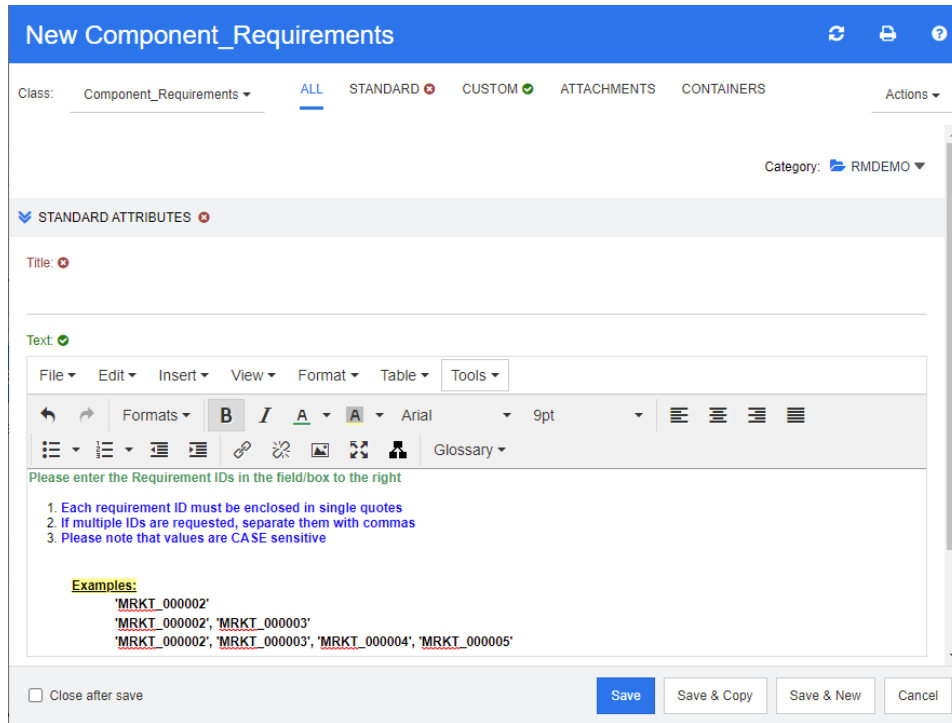 New Component_Requirements
Class: Component_Requirements ALL STANDARD CUSTOM ATTACHMENTS CONTAINERS Actions
Category: RMDEMO
STANDARD ATTRIBUTES
Title:
Text:
File Edit Insert View Format Table Tools
Formats B I A A Arial 9pt
Glossary
Please enter the Requirement IDs in the field/box to the right
1. Each requirement ID must be enclosed in single quotes
2. If multiple IDs are requested, separate them with commas
3. Please note that values are CASE sensitive
Examples:
'MRKT_000002'
'MRKT_000002', 'MRKT_000003'
'MRKT_000002', 'MRKT_000003', 'MRKT_000004', 'MRKT_000005'
Close after save Save Save & Copy Save & New Cancel